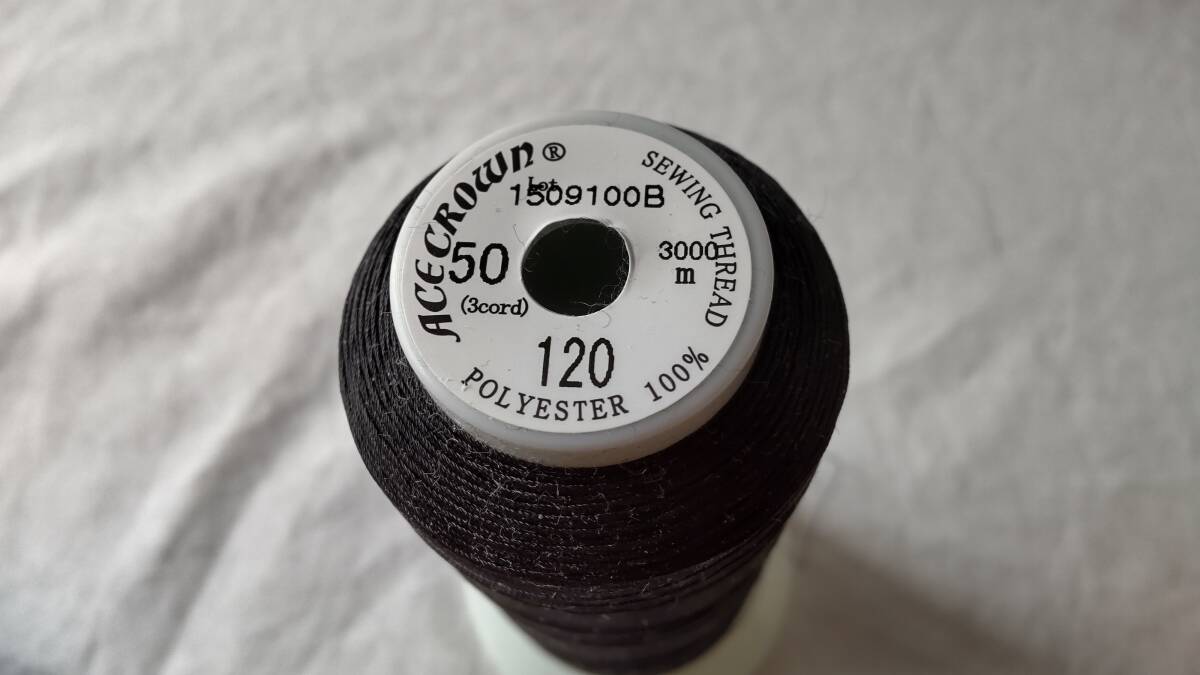 ACECROWN®
Lot
1509100B
SEWING THREAD
50
(3cord)
3000
m
120
POLYESTER 100%